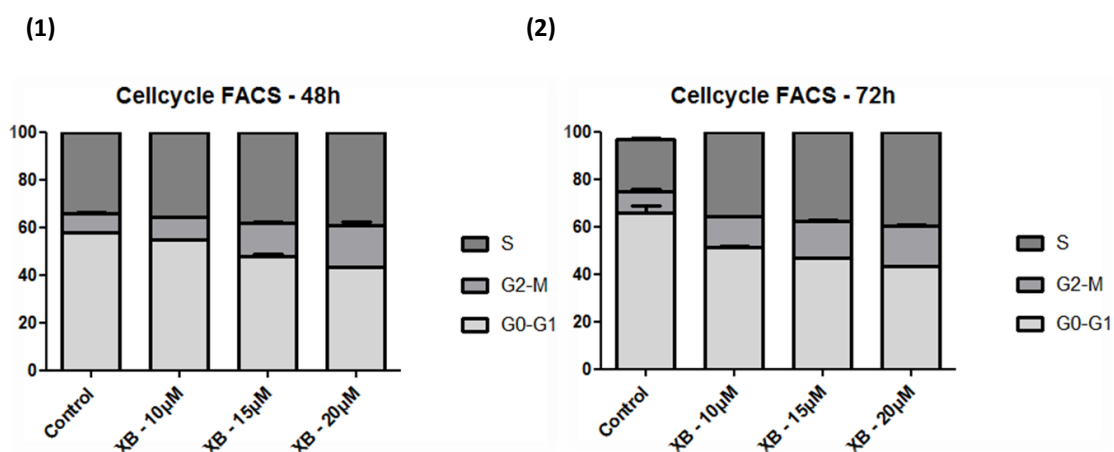 (1)
(2)
Cellcycle FACS - 48h
100
80
60
40
20
0
Control
XB - 10µM
XB - 15µM
XB - 20µM
S
G2-M
G0-G1
Cellcycle FACS - 72h
100
80
60
40
20
0
Control
XB - 10µM
XB - 15µM
XB - 20µM
S
G2-M
G0-G1